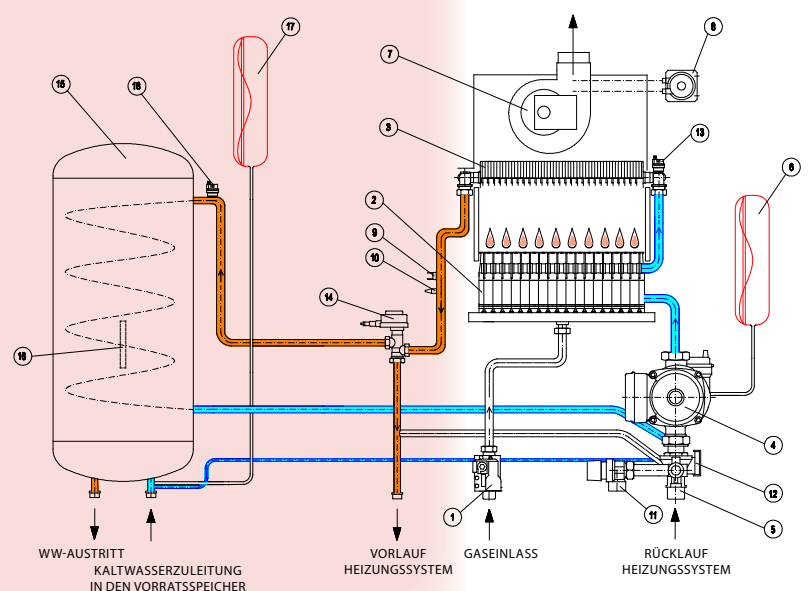 8
17
7
15
18
3
13
6
2
9
10
14
16
4
12
1
11
5
WW-AUSTRITT
KALTWASSERZULEITUNG
IN DEN VORRATSSPEICHER
VORLAUF
HEIZUNGSSYSTEM
GASEINLASS
RÜCKLAUF
HEIZUNGSSYSTEM